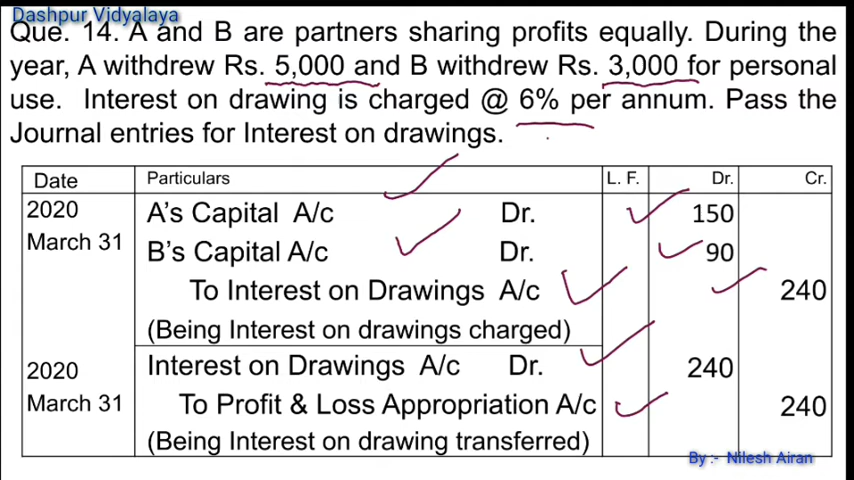 Dashpur Vidyalaya
Que. 14. A and B are partners sharing profits equally. During the
year, A withdrew Rs. 5,000 and B withdrew Rs. 3,000 for personal
use. Interest on drawing is charged @ 6% per annum. Pass the
Journal entries for Interest on drawings.
Date Particulars L. F. Dr. Cr.
2020 A's Capital A/c Dr. 150
March 31 B's Capital A/c Dr. 90
To Interest on Drawings A/c 240
(Being Interest on drawings charged)
2020 Interest on Drawings A/c Dr. 240
March 31 To Profit & Loss Appropriation A/c 240
(Being Interest on drawing transferred)
By :- Nilesh Airan